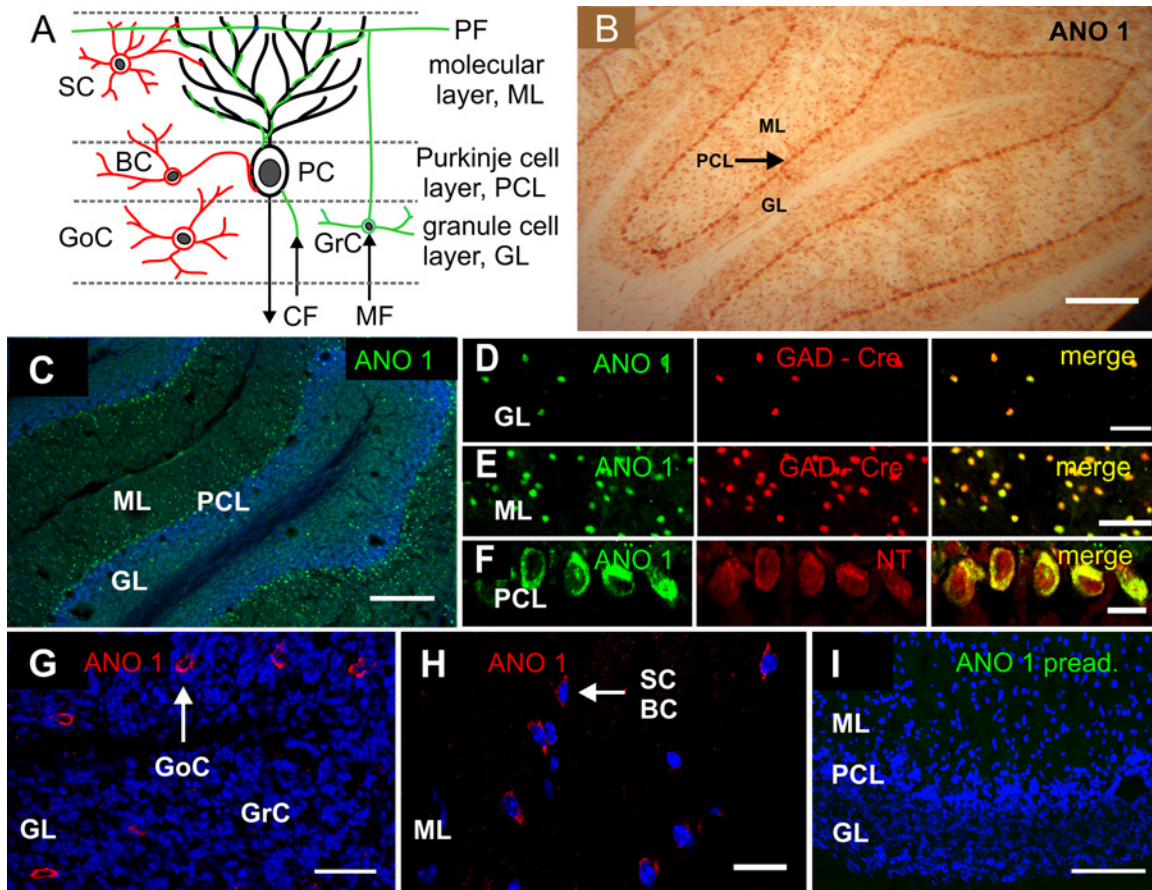 A
PF
molecular
layer, ML
SC
BC
PC
Purkinje cell
layer, PCL
GoC
GrC
granule cell
layer, GL
CF
MF
B
ANO 1
ML
PCL
GL
C
ANO 1
ML
PCL
GL
D
ANO 1
GAD - Cre
merge
GL
E
ANO 1
GAD - Cre
merge
ML
F
ANO 1
NT
merge
PCL
G
ANO 1
GoC
GrC
GL
H
ANO 1
SC
BC
ML
I
ANO 1 pread.
ML
PCL
GL